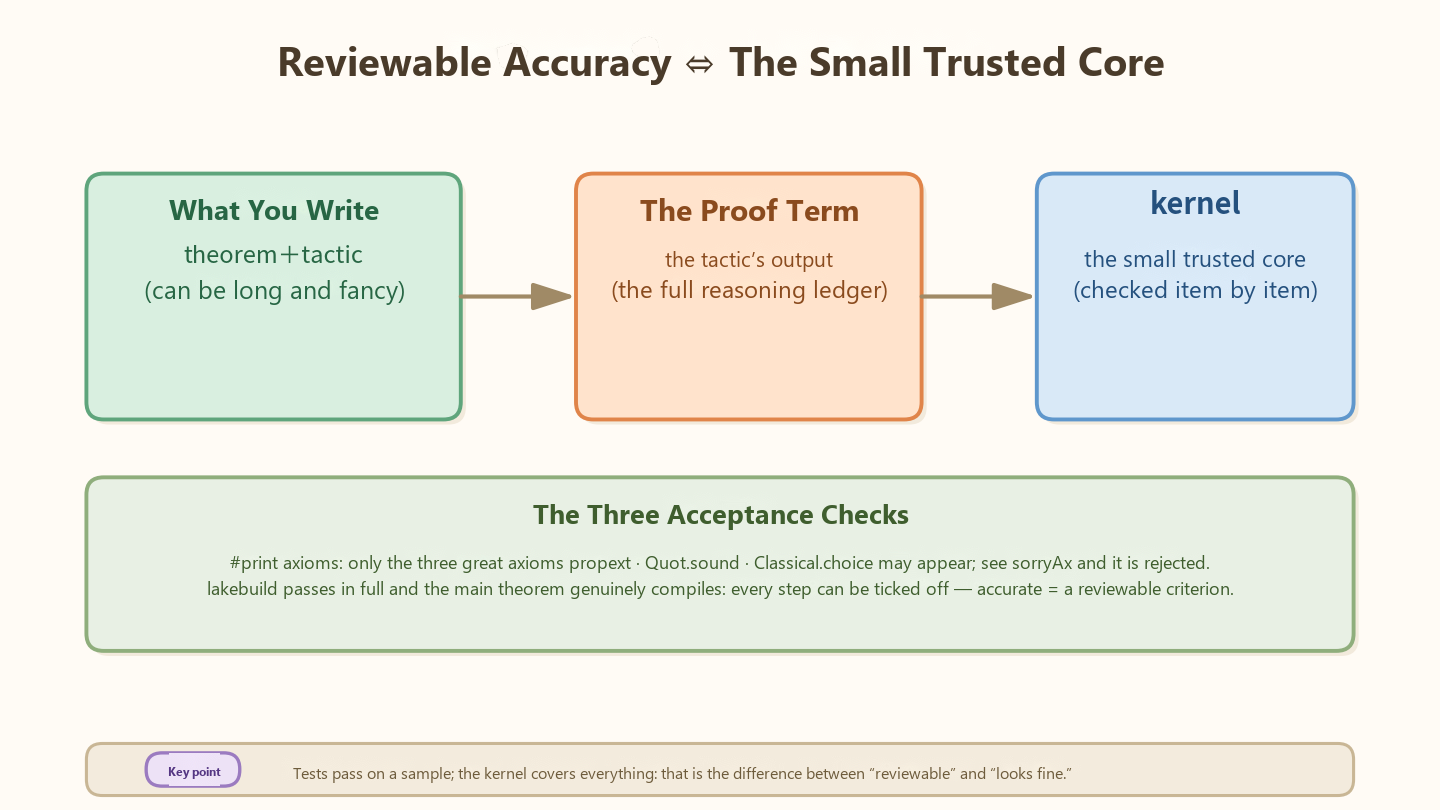 Reviewable Accuracy ⇔ The Small Trusted Core
What You Write
theorem＋tactic
(can be long and fancy)
The Proof Term
the tactic’s output
(the full reasoning ledger)
kernel
the small trusted core
(checked item by item)
The Three Acceptance Checks
#print axioms: only the three great axioms propext · Quot.sound · Classical.choice may appear; see sorryAx and it is rejected.
lakebuild passes in full and the main theorem genuinely compiles: every step can be ticked off — accurate = a reviewable criterion.
Key point
Tests pass on a sample; the kernel covers everything: that is the difference between “reviewable” and “looks fine.”